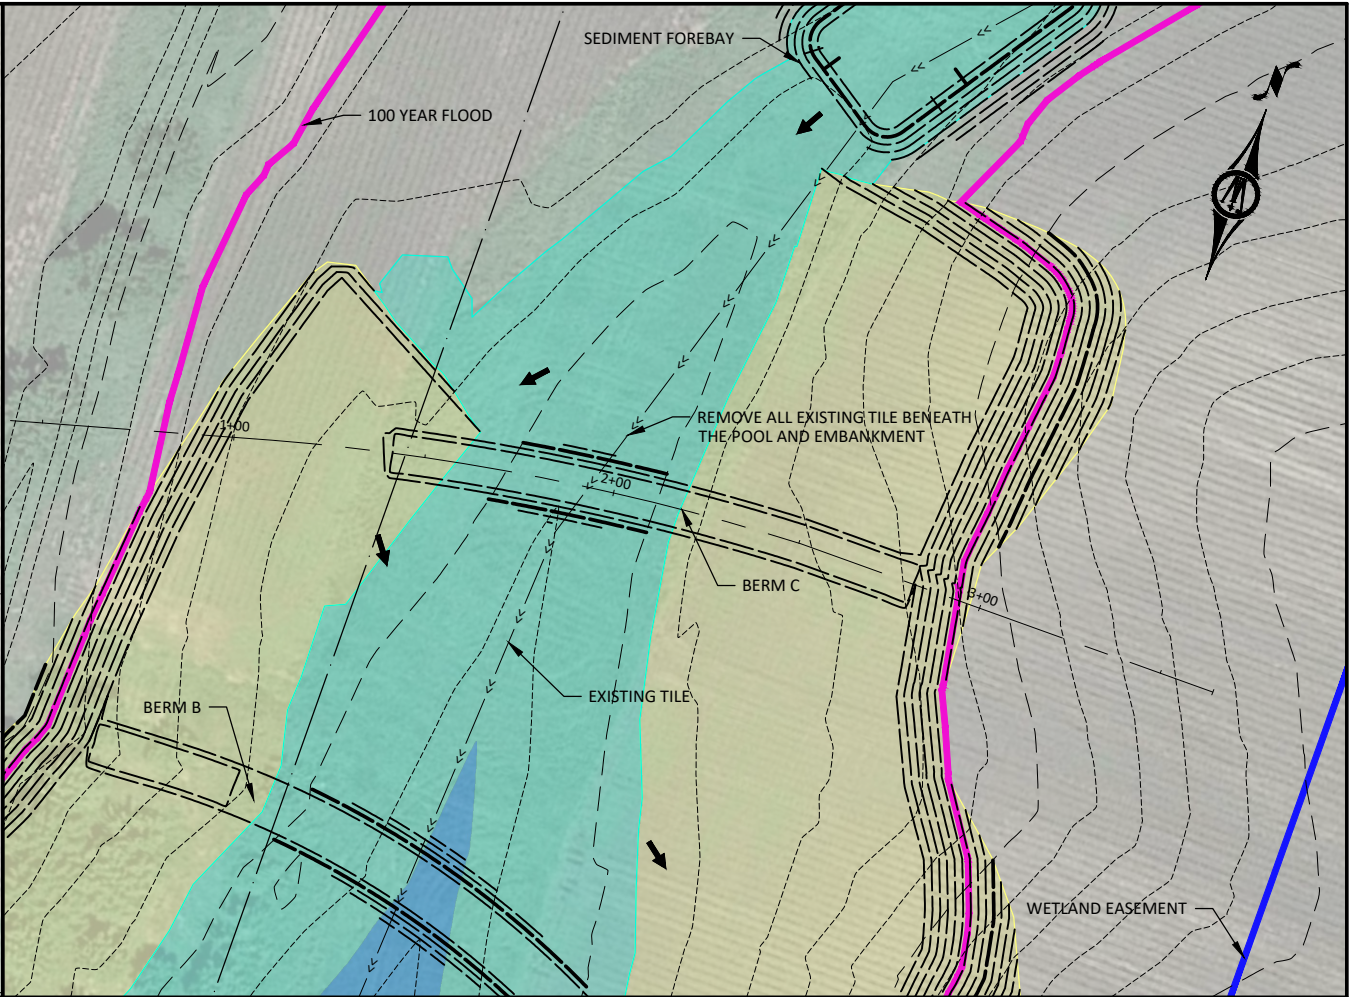 SEDIMENT FOREBAY
100 YEAR FLOOD
N
1+00
REMOVE ALL EXISTING TILE BENEATH
THE POOL AND EMBANKMENT
2+00
BERM C
3+00
EXISTING TILE
BERM B
WETLAND EASEMENT